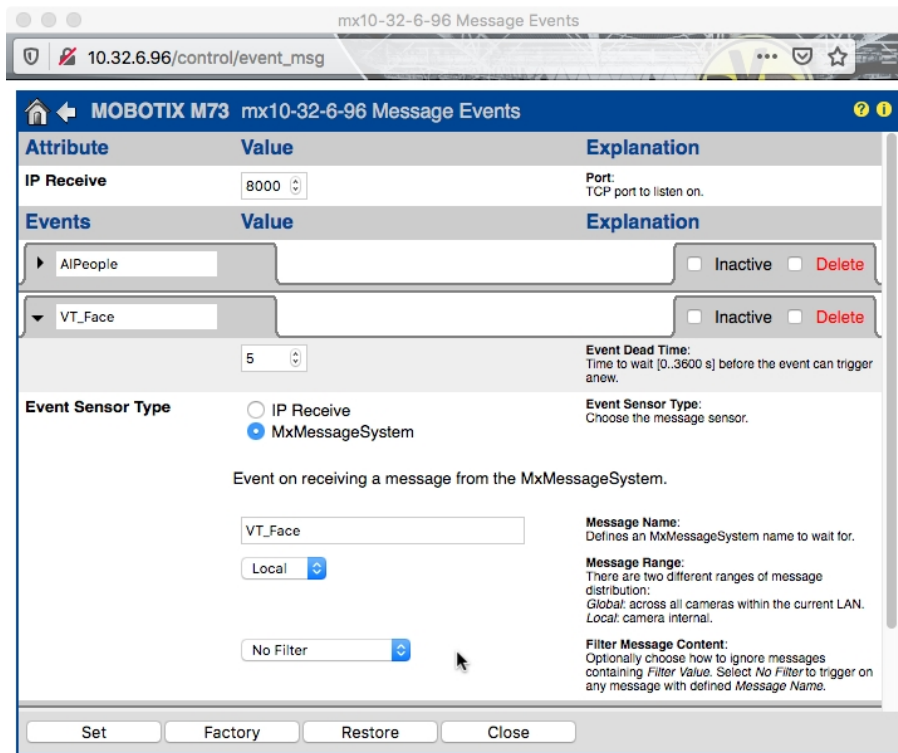 mx10-32-6-96 Message Events
10.32.6.96/control/event_msg
MOBOTIX M73 mx10-32-6-96 Message Events
Attribute Value Explanation
IP Receive 8000 Port:
TCP port to listen on.
Events Value Explanation
AIPeople Inactive Delete
VT_Face Inactive Delete
5 Event Dead Time:
Time to wait [0..3600 s] before the event can trigger
anew.
Event Sensor Type IP Receive Event Sensor Type:
MxMessageSystem Choose the message sensor.
Event on receiving a message from the MxMessageSystem.
VT_Face Message Name:
Defines an MxMessageSystem name to wait for.
Local Message Range:
There are two different ranges of message
distribution:
Global: across all cameras within the current LAN.
Local: camera internal.
No Filter Filter Message Content:
Optionally choose how to ignore messages
containing Filter Value. Select No Filter to trigger on
any message with defined Message Name.
Set Factory Restore Close